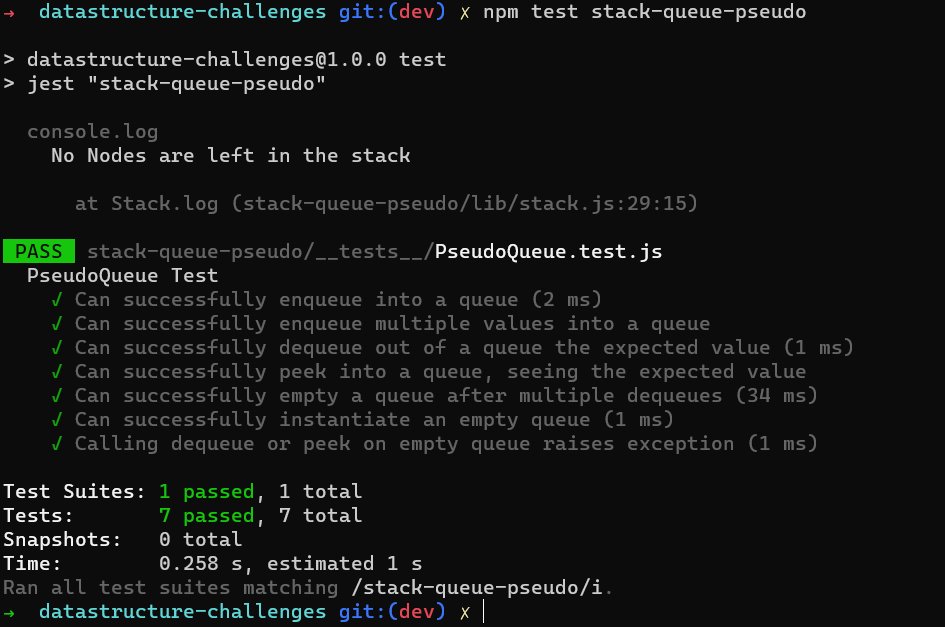 → datastructure-challenges git:(dev) ✗ npm test stack-queue-pseudo
> datastructure-challenges@1.0.0 test
> jest "stack-queue-pseudo"
console.log
No Nodes are left in the stack
at Stack.log (stack-queue-pseudo/lib/stack.js:29:15)
PASS stack-queue-pseudo/__tests__/PseudoQueue.test.js
PseudoQueue Test
√ Can successfully enqueue into a queue (2 ms)
√ Can successfully enqueue multiple values into a queue
√ Can successfully dequeue out of a queue the expected value (1 ms)
√ Can successfully peek into a queue, seeing the expected value
√ Can successfully empty a queue after multiple dequeues (34 ms)
√ Can successfully instantiate an empty queue (1 ms)
√ Calling dequeue or peek on empty queue raises exception (1 ms)
Test Suites: 1 passed, 1 total
Tests: 7 passed, 7 total
Snapshots: 0 total
Time: 0.258 s, estimated 1 s
Ran all test suites matching /stack-queue-pseudo/i.
→ datastructure-challenges git:(dev) ✗